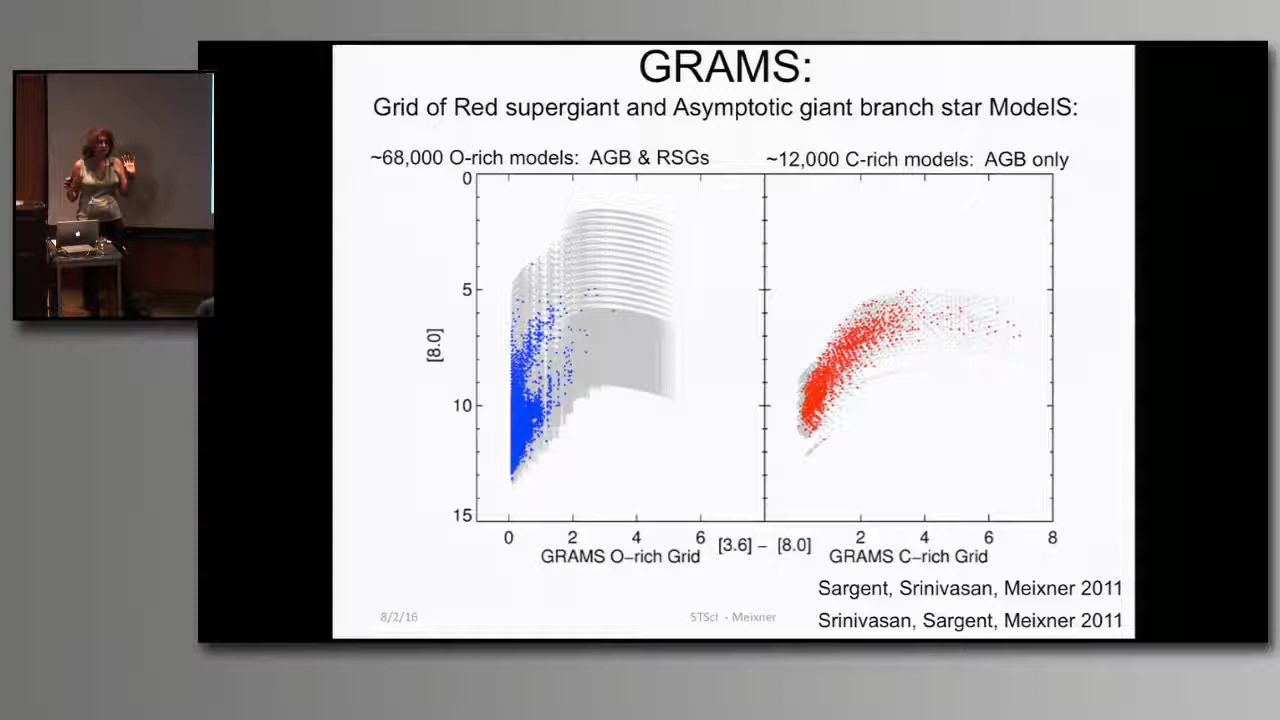 GRAMS:
Grid of Red supergiant and Asymptotic giant branch star ModelS:
~68,000 O-rich models: AGB & RSGs
~12,000 C-rich models: AGB only
0
5
10
15
[8.0]
0 2 4 6
2 4 6 8
[3.6] – [8.0]
GRAMS O–rich Grid
GRAMS C–rich Grid
Sargent, Srinivasan, Meixner 2011
8/2/16
STScI - Meixner
Srinivasan, Sargent, Meixner 2011